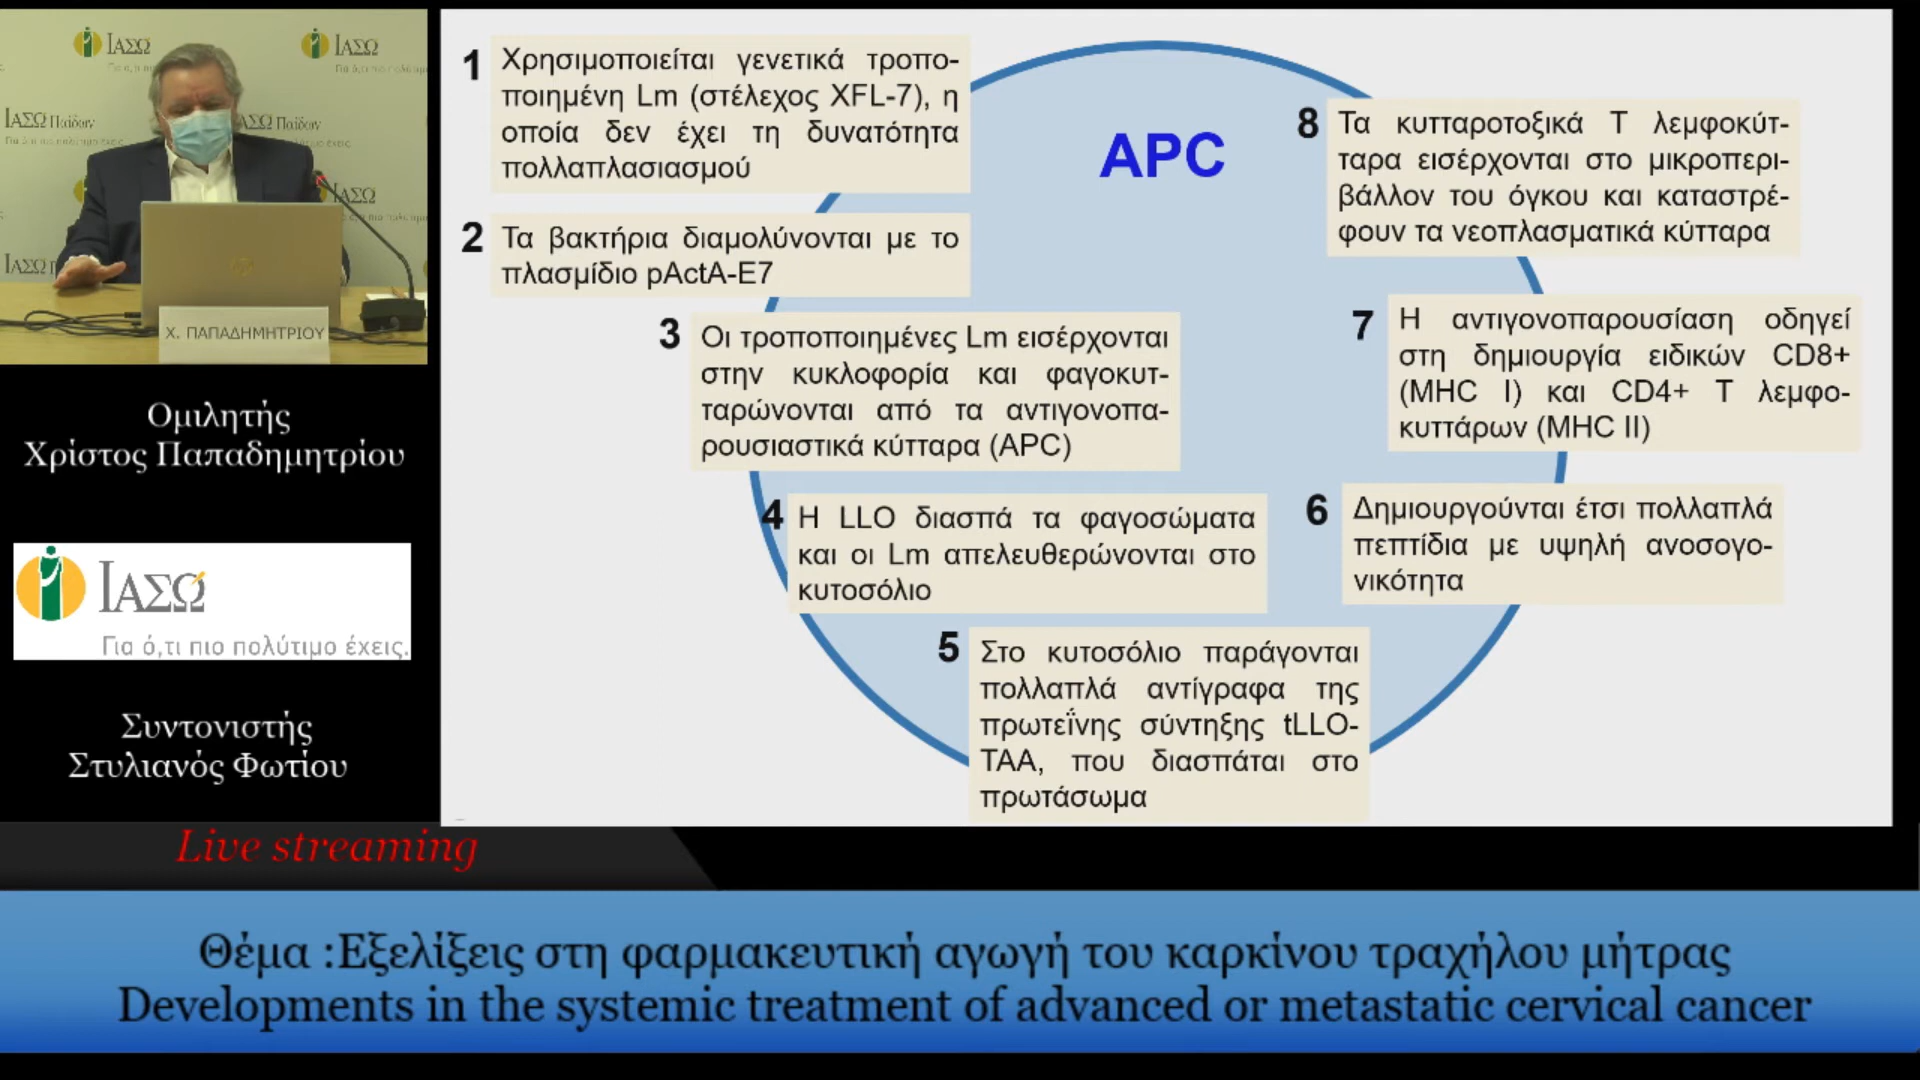 ΙΑΣΩ
ΙΑΣΩ
ΙΑΣΩ Παίδων
ΙΑΣΩ Παίδων
ΙΑΣΩ
Χ. ΠΑΠΑΔΗΜΗΤΡΙΟΥ
Ομιλητής
Χρίστος Παπαδημητρίου
ΙΑΣΩ
Για ό,τι πιο πολύτιμο έχεις.
Συντονιστής
Στυλιανός Φωτίου
1 Χρησιμοποιείται γενετικά τροπο-
ποιημένη Lm (στέλεχος XFL-7), η
οποία δεν έχει τη δυνατότητα
πολλαπλασιασμού
2 Τα βακτήρια διαμολύνονται με το
πλασμίδιο pActA-E7
3 Οι τροποποιημένες Lm εισέρχονται
στην κυκλοφορία και φαγοκυτ-
ταρώνονται από τα αντιγονοπα-
ρουσιαστικά κύτταρα (APC)
4 Η LLO διασπά τα φαγοσώματα
και οι Lm απελευθερώνονται στο
κυτοσόλιο
5 Στο κυτοσόλιο παράγονται
πολλαπλά αντίγραφα της
πρωτεΐνης σύντηξης tLLO-
TAA, που διασπάται στο
πρωτάσωμα
APC
8 Τα κυτταροτοξικά Τ λεμφοκύτ-
ταρα εισέρχονται στο μικροπερι-
βάλλον του όγκου και καταστρέ-
φουν τα νεοπλασματικά κύτταρα
7 Η αντιγονοπαρουσίαση οδηγεί
στη δημιουργία ειδικών CD8+
(MHC I) και CD4+ Τ λεμφο-
κυττάρων (MHC II)
6 Δημιουργούνται έτσι πολλαπλά
πεπτίδια με υψηλή ανοσογο-
νικότητα
Live streaming
Θέμα :Εξελίξεις στη φαρμακευτική αγωγή του καρκίνου τραχήλου μήτρας
Developments in the systemic treatment of advanced or metastatic cervical cancer